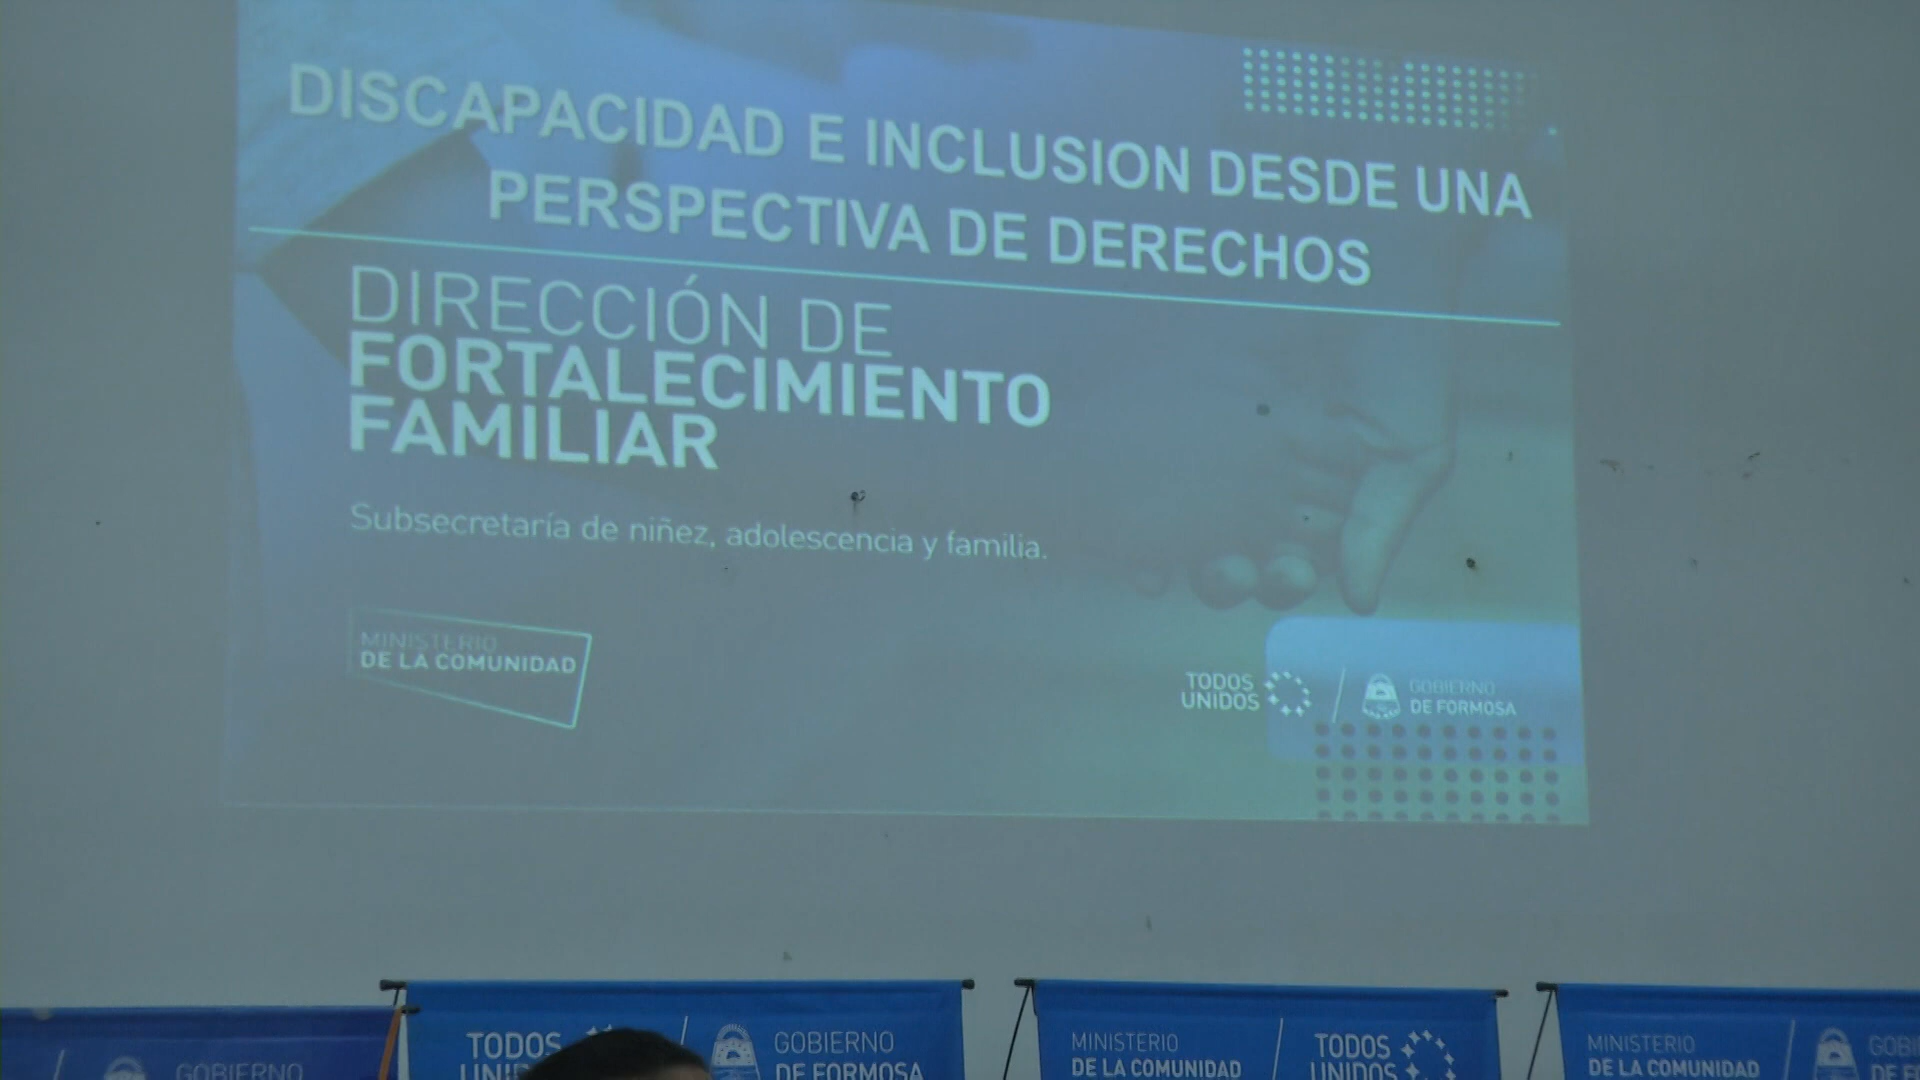 DISCAPACIDAD E INCLUSION DESDE UNA
PERSPECTIVA DE DERECHOS
DIRECCIÓN DE
FORTALECIMIENTO
FAMILIAR
Subsecretaría de niñez, adolescencia y familia.
MINISTERIO
DE LA COMUNIDAD
TODOS
UNIDOS
GOBIERNO
DE FORMOSA
GOBIERNO
TODOS
GOBIERNO
DE FORMOSA
MINISTERIO
DE LA COMUNIDAD
TODOS
UNIDOS
MINISTERIO
DE LA COMUNIDAD